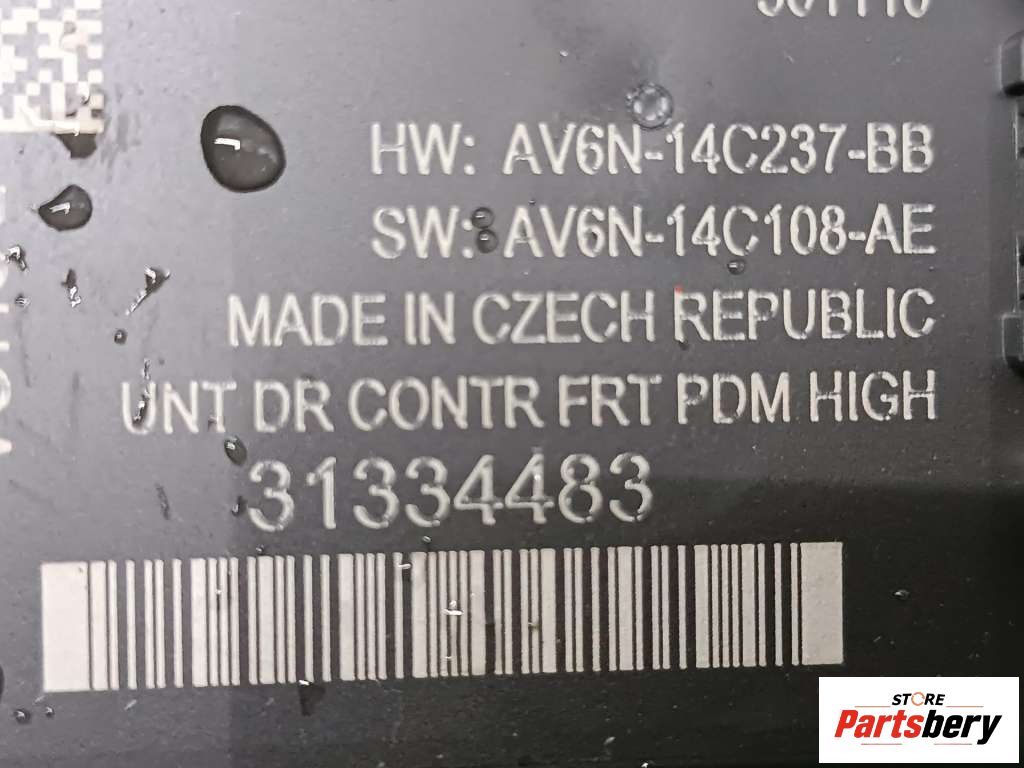 HW: AV6N-14C237-BB
SW: AV6N-14C108-AE
MADE IN CZECH REPUBLIC
UNT DR CONTR FRT PDM HIGH
31334483
STORE
Partsbery